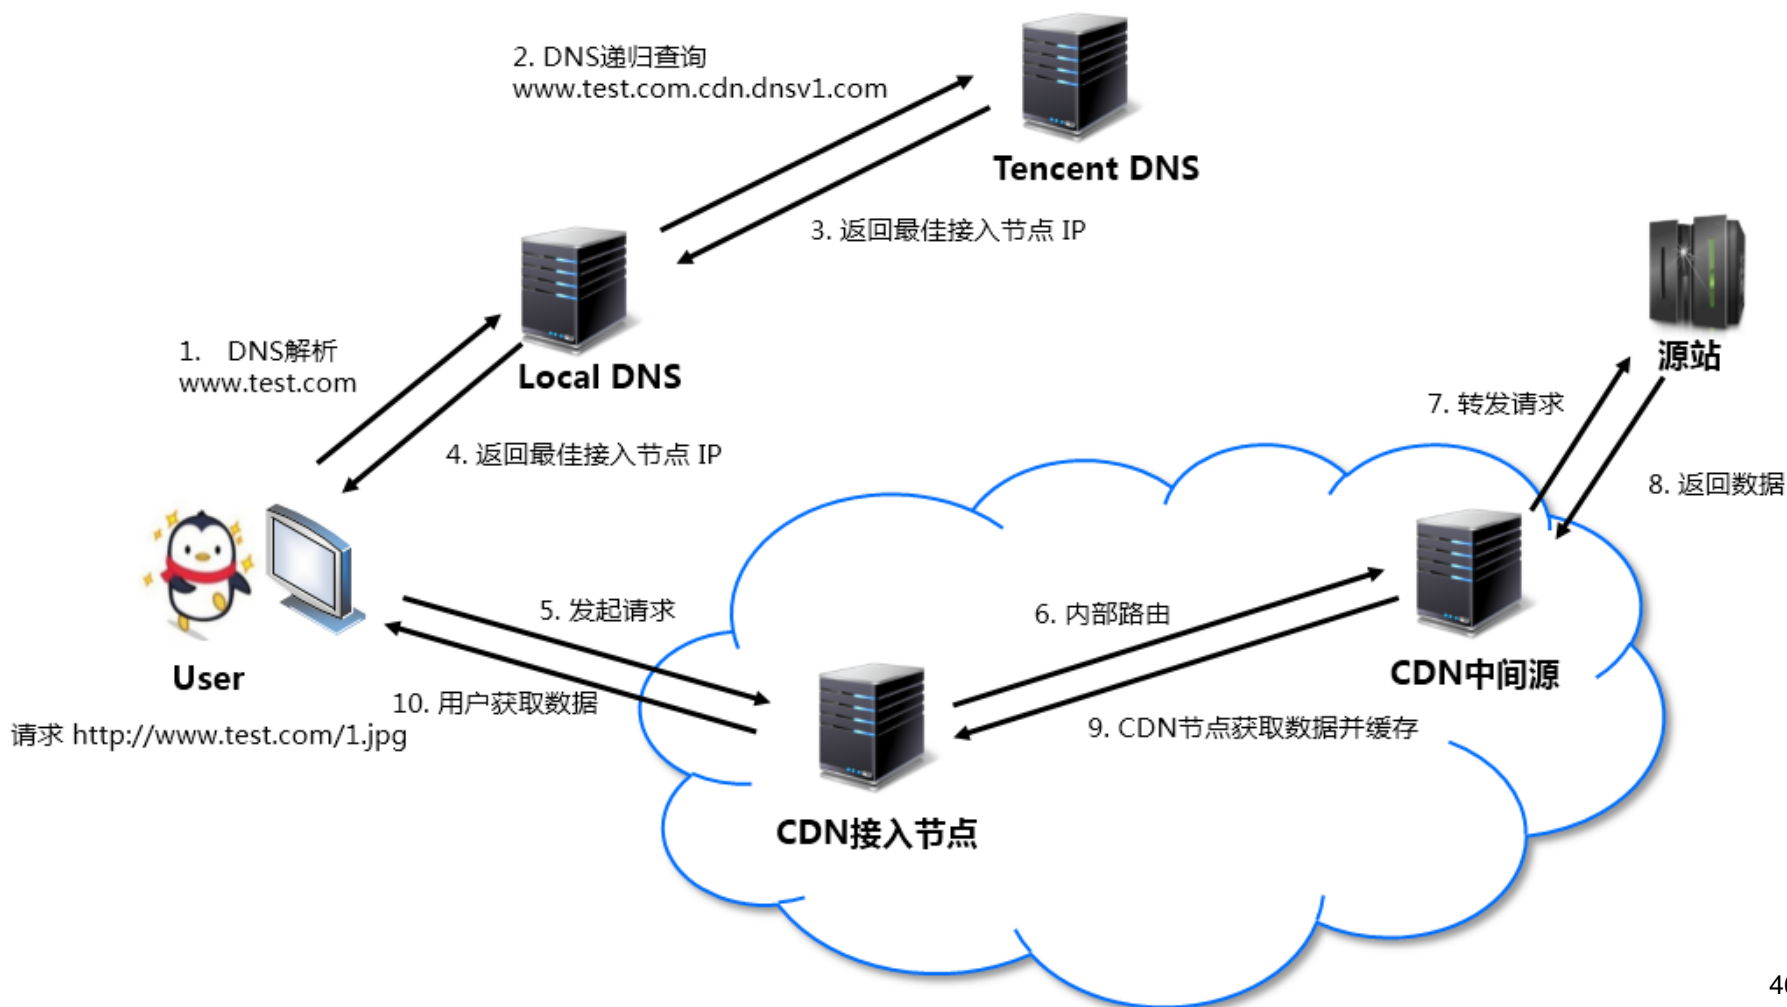 2. DNS递归查询
www.test.com.cdn.dnsv1.com
Tencent DNS
3. 返回最佳接入节点 IP
1. DNS解析
www.test.com
Local DNS
源站
7. 转发请求
4. 返回最佳接入节点 IP
8. 返回数据
5. 发起请求
6. 内部路由
User
CDN中间源
10. 用户获取数据
请求 http://www.test.com/1.jpg
9. CDN节点获取数据并缓存
CDN接入节点